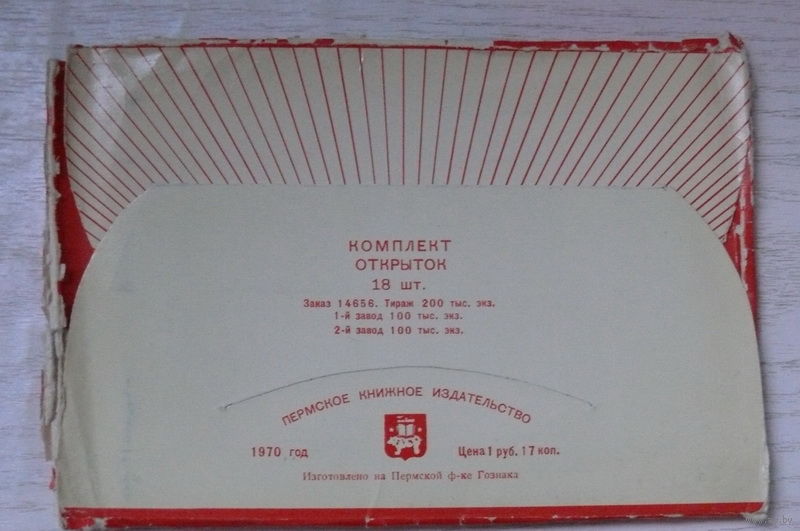 КОМПЛЕКТ
ОТКРЫТОК
18 шт.
Заказ 14656. Тираж 200 тыс. экз.
1-й завод 100 тыс. экз.
2-й завод 100 тыс. экз.
ПЕРМСКОЕ КНИЖНОЕ ИЗДАТЕЛЬСТВО
1970 год
Цена 1 руб. 17 коп.
Изготовлено на Пермской ф-ке Гознака